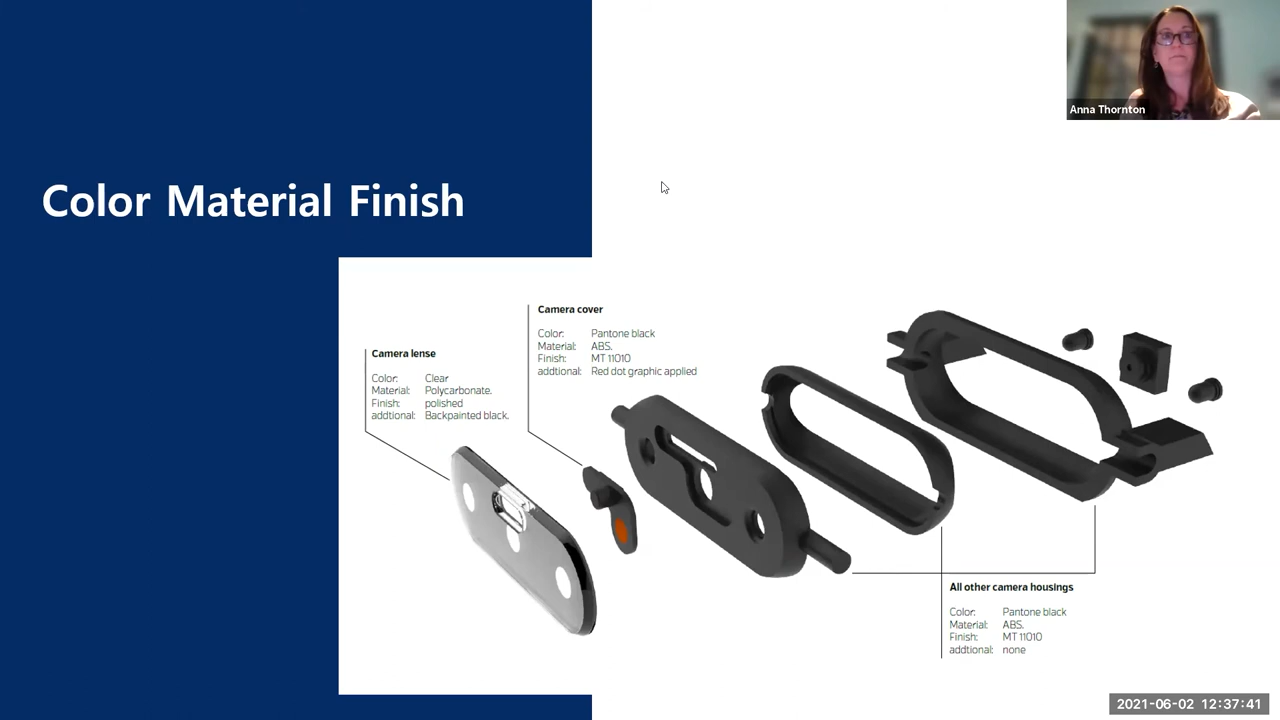 Color Material Finish
Anna Thornton
Camera lense
Color: Clear
Material: Polycarbonate.
Finish: polished
addtional: Backpainted black.
Camera cover
Color: Pantone black
Material: ABS.
Finish: MT 11010
addtional: Red dot graphic applied
All other camera housings
Color: Pantone black
Material: ABS.
Finish: MT 11010
addtional: none
2021-06-02 12:37:41